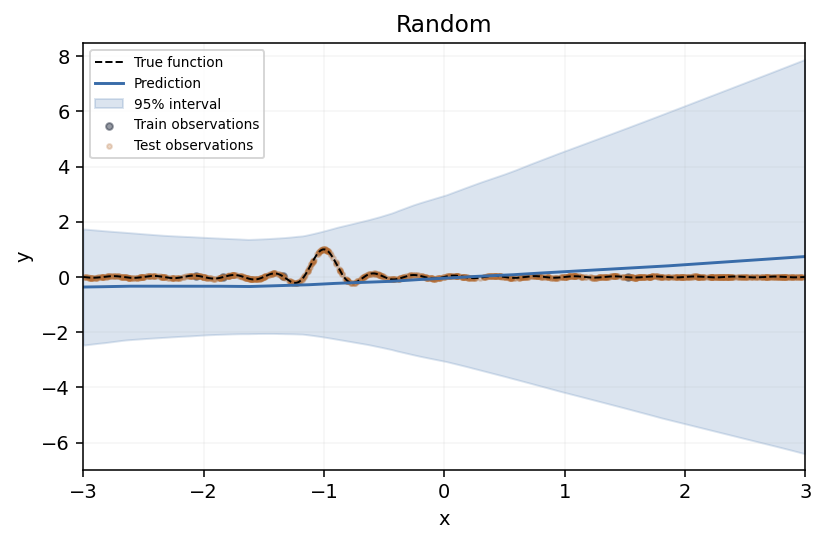 Random
8
6
4
2
0
−2
−4
−6
y
True function
Prediction
95% interval
Train observations
Test observations
−3 −2 −1 0 1 2 3
x